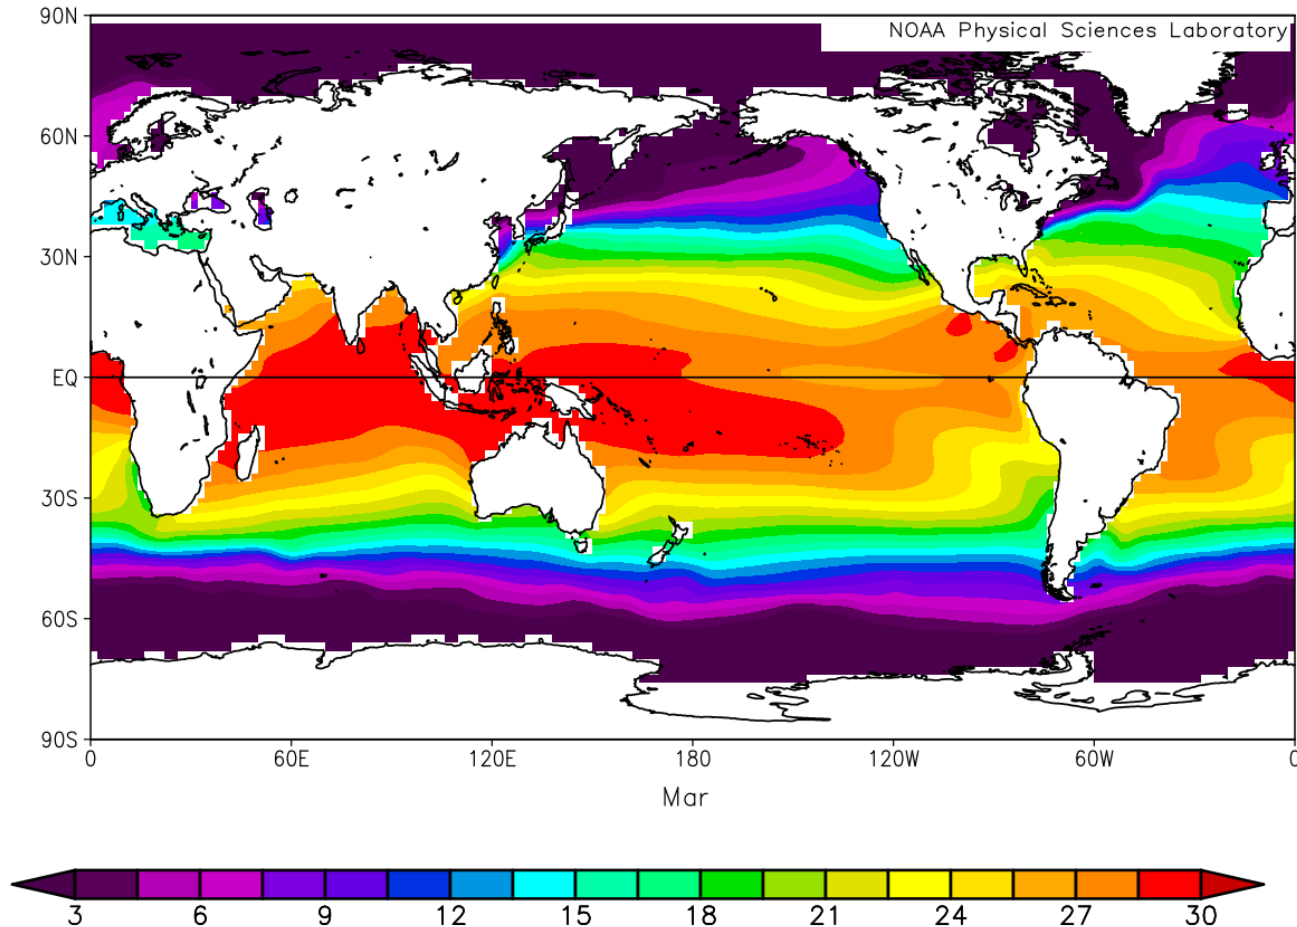 90N
NOAA Physical Sciences Laboratory
60N
30N
EQ
30S
60S
90S
0 60E 120E 180 120W 60W 0
Mar
3 6 9 12 15 18 21 24 27 30